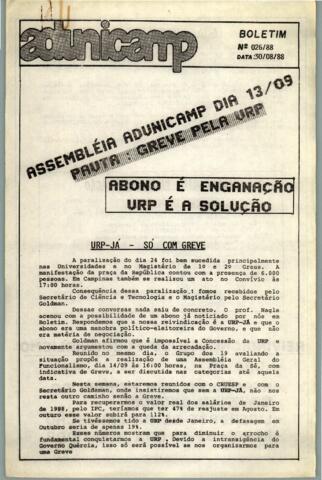 adunicamp
BOLETIM
Nº 026/88
DATA: 30/08/88
ASSEMBLÉIA ADUNICAMP DIA 13/09
PAUTA: GREVE PELA URP
ABONO É ENGANAÇÃO
URP É A SOLUÇÃO
URP-JÁ - SÓ COM GREVE
A paralização do dia 24 foi bem sucedida principalmente
nas Universidades e no Magistério de 1º e 2º Graus. A
manifestação da praça da República contou com a presença de 6.000
pessoas. Em Campinas também se realizou um ato no Convívio às
17:00 horas.
Consequência dessa paralização, fomos recebidos pelo
Secretário de Ciência e Tecnologia e o Magistério pelo Secretário
Goldman.
Dessas conversas nada saiu de concreto. O prof. Nagle
acenou com a possibilidade de um abono já noticiado por nós em
Boletim. Respondemos que a nossa reivindicação é a URP-JÁ e que o
abono era uma manobra político-eleitoreira do Governo, e que não
era matéria de negociação.
Goldman afirmou que é impossível a Concessão da URP e
novamente argumentou com a queda da arrecadação.
Reunido no mesmo dia, o Grupo dos 19 avaliando a
situação propôs a realização de uma Assembléia Geral do
Funcionalismo, dia 14/09 às 16:00 horas, na Praça da Sé, com
indicativo de Greve, a ser discutida nas categorias até aquela
data.
Nesta semana, estaremos reunidos com o CRUESP e com o
Secretário Goldman, onde insistiremos que sem a URP-JÁ, não nos
resta outro caminho senão a Greve.
Para recuperarmos o valor real dos salários de Janeiro
de 1988, pelo IPC, teríamos que ter 47% de reajuste em Agosto. Em
outubro esse valor subirá para 112%.
Se tivéssemos tido a URP desde Janeiro, a defasagem em
Outubro seria de apenas 19%.
Esses números mostram que para diminuir o arrocho é
fundamental conquistarmos a URP. Devido a intransigência do
Governo Quércia, isso só será possível se nos organizarmos para
uma Greve